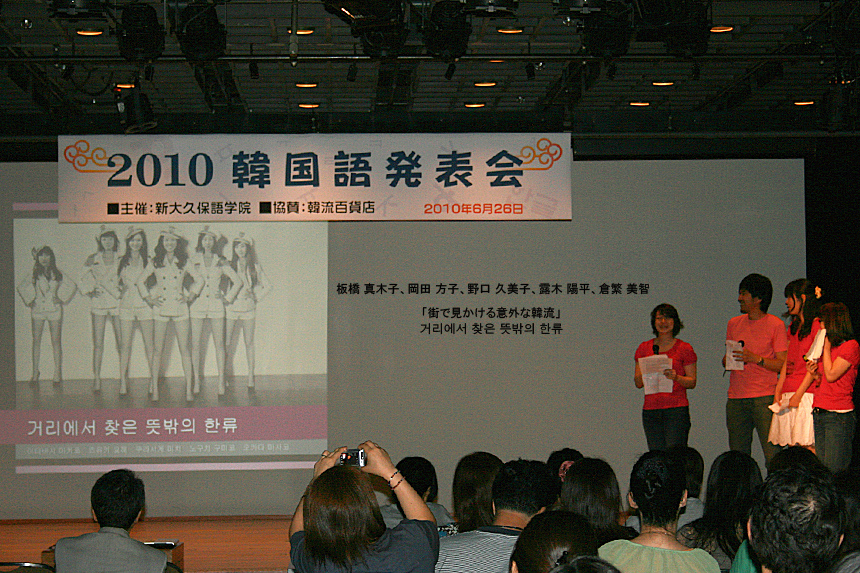 2010 韓国語発表会
■主催：新大久保語学院 ■協賛：韓流百貨店 2010年6月26日
板橋 真木子、岡田 方子、野口 久美子、露木 陽平、倉繁 美智
「街で見かける意外な韓流」
거리에서 찾은 뜻밖의 한류
거리에서 찾은 뜻밖의 한류